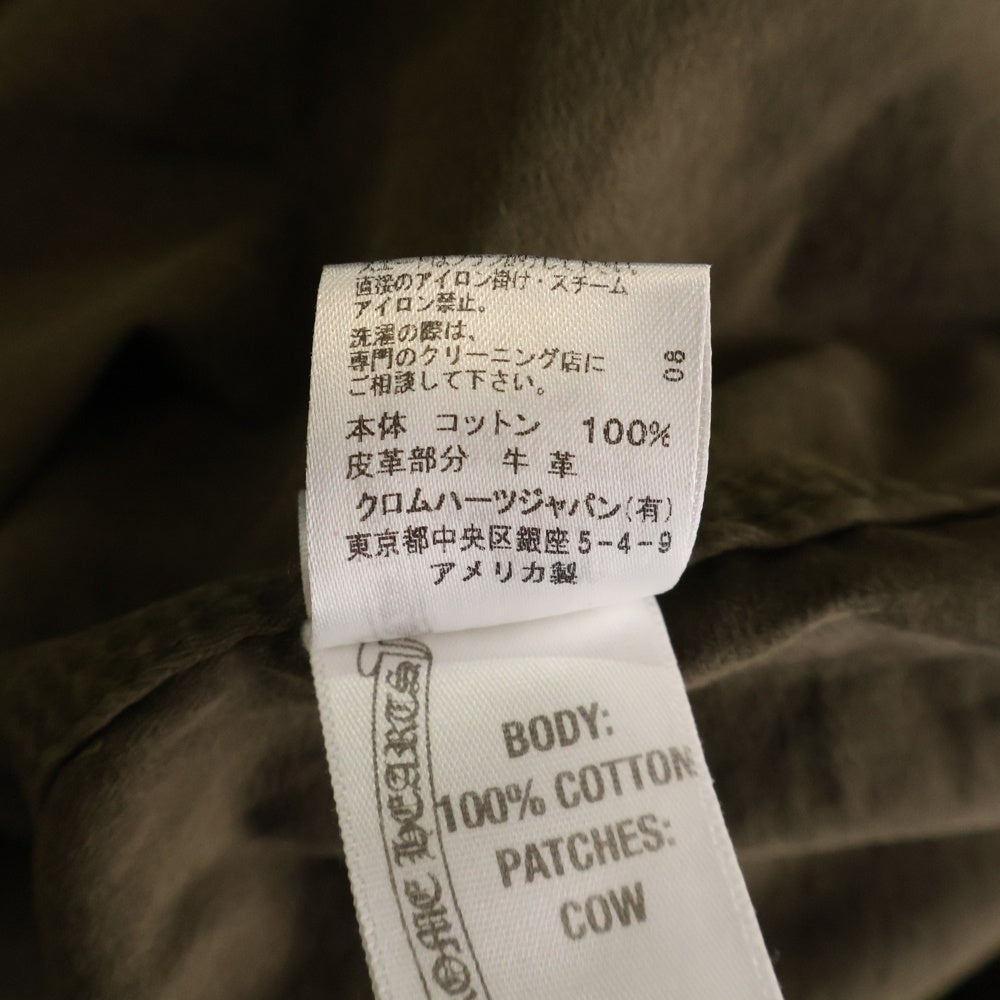 直接のアイロン掛け・スチーム
アイロン禁止。
洗濯の際は、
専門のクリーニング店に
ご相談して下さい。
08
本体 コットン 100%
皮革部分 牛 革
クロムハーツジャパン(有)
東京都中央区銀座5-4-9
アメリカ製
HEARTS
BODY:
100% COTTON
PATCHES:
COW